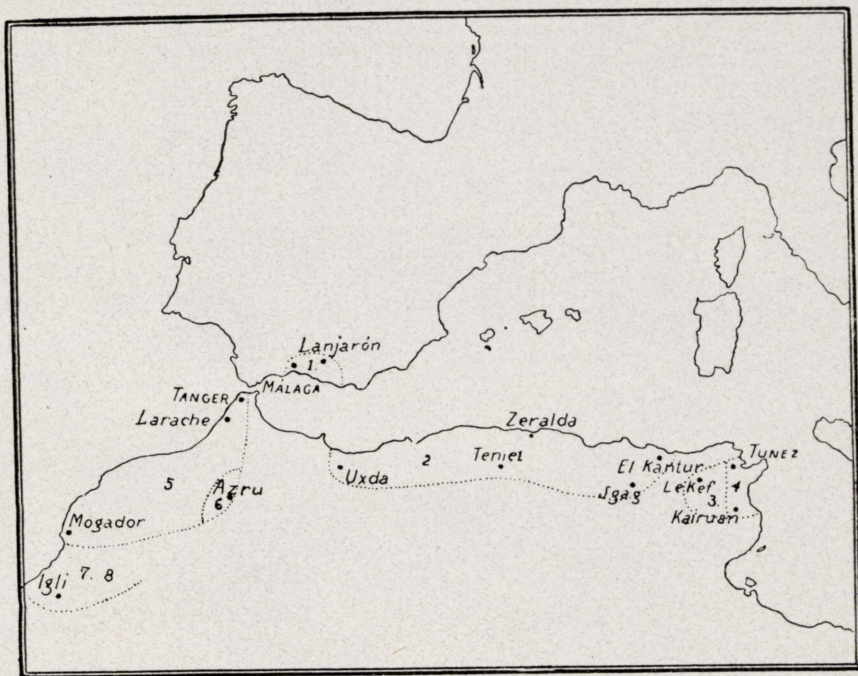 Lanjarón
1.
MÁLAGA
TANGER
Larache
Zeralda
2
Teniet
Uxda
El Kantur
TUNEZ
LeKef
4
Sgag
3.
Kairuan
5
Azru
6
Mogador
7. 8
Igli